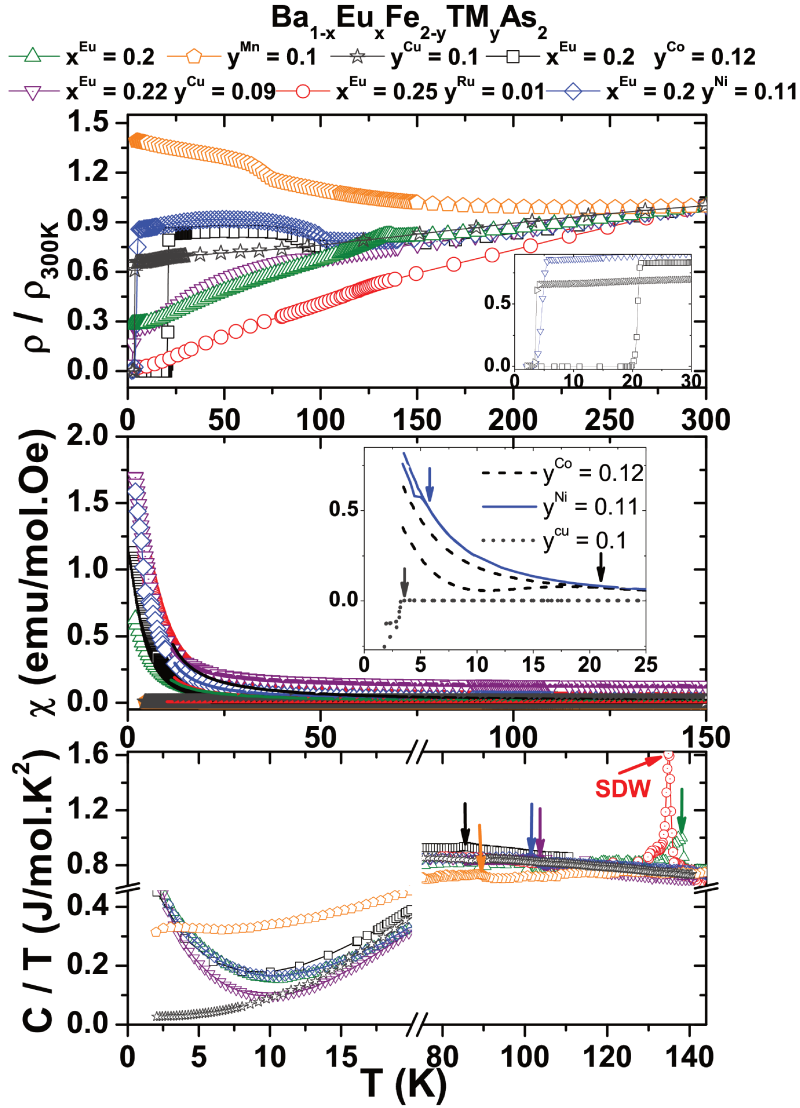 Ba1-xEuxFe2-yTMyAs2
xEu = 0.2 yMn = 0.1 yCu = 0.1 xEu = 0.2 yCo = 0.12
xEu = 0.22 yCu = 0.09 xEu = 0.25 yRu = 0.01 xEu = 0.2 yNi = 0.11
1.5
1.2
0.9
0.6
0.3
0.0
ρ / ρ300K
0.5
0.0
2 10 20 30
0 50 100 150 200 250 300
2.0
1.5
1.0
0.5
0.0
χ (emu/mol.Oe)
0.5
0.0
yCo = 0.12
yNi = 0.11
ycu = 0.1
0 5 10 15 20 25
0 50 100 150
1.6
1.2
0.8
0.4
0.2
0.0
C / T (J/mol.K2)
SDW
0 5 10 15 80 100 120 140
T (K)